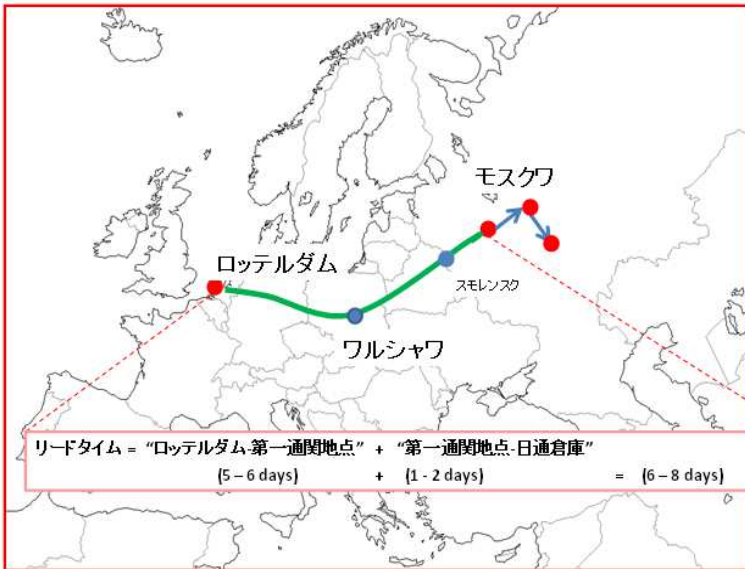 モスクワ
ロッテルダム
スモレンスク
ワルシャワ
リードタイム = “ロッテルダム-第一通関地点” + “第一通関地点-日通倉庫”
(5 – 6 days) + (1 - 2 days) = (6 – 8 days)